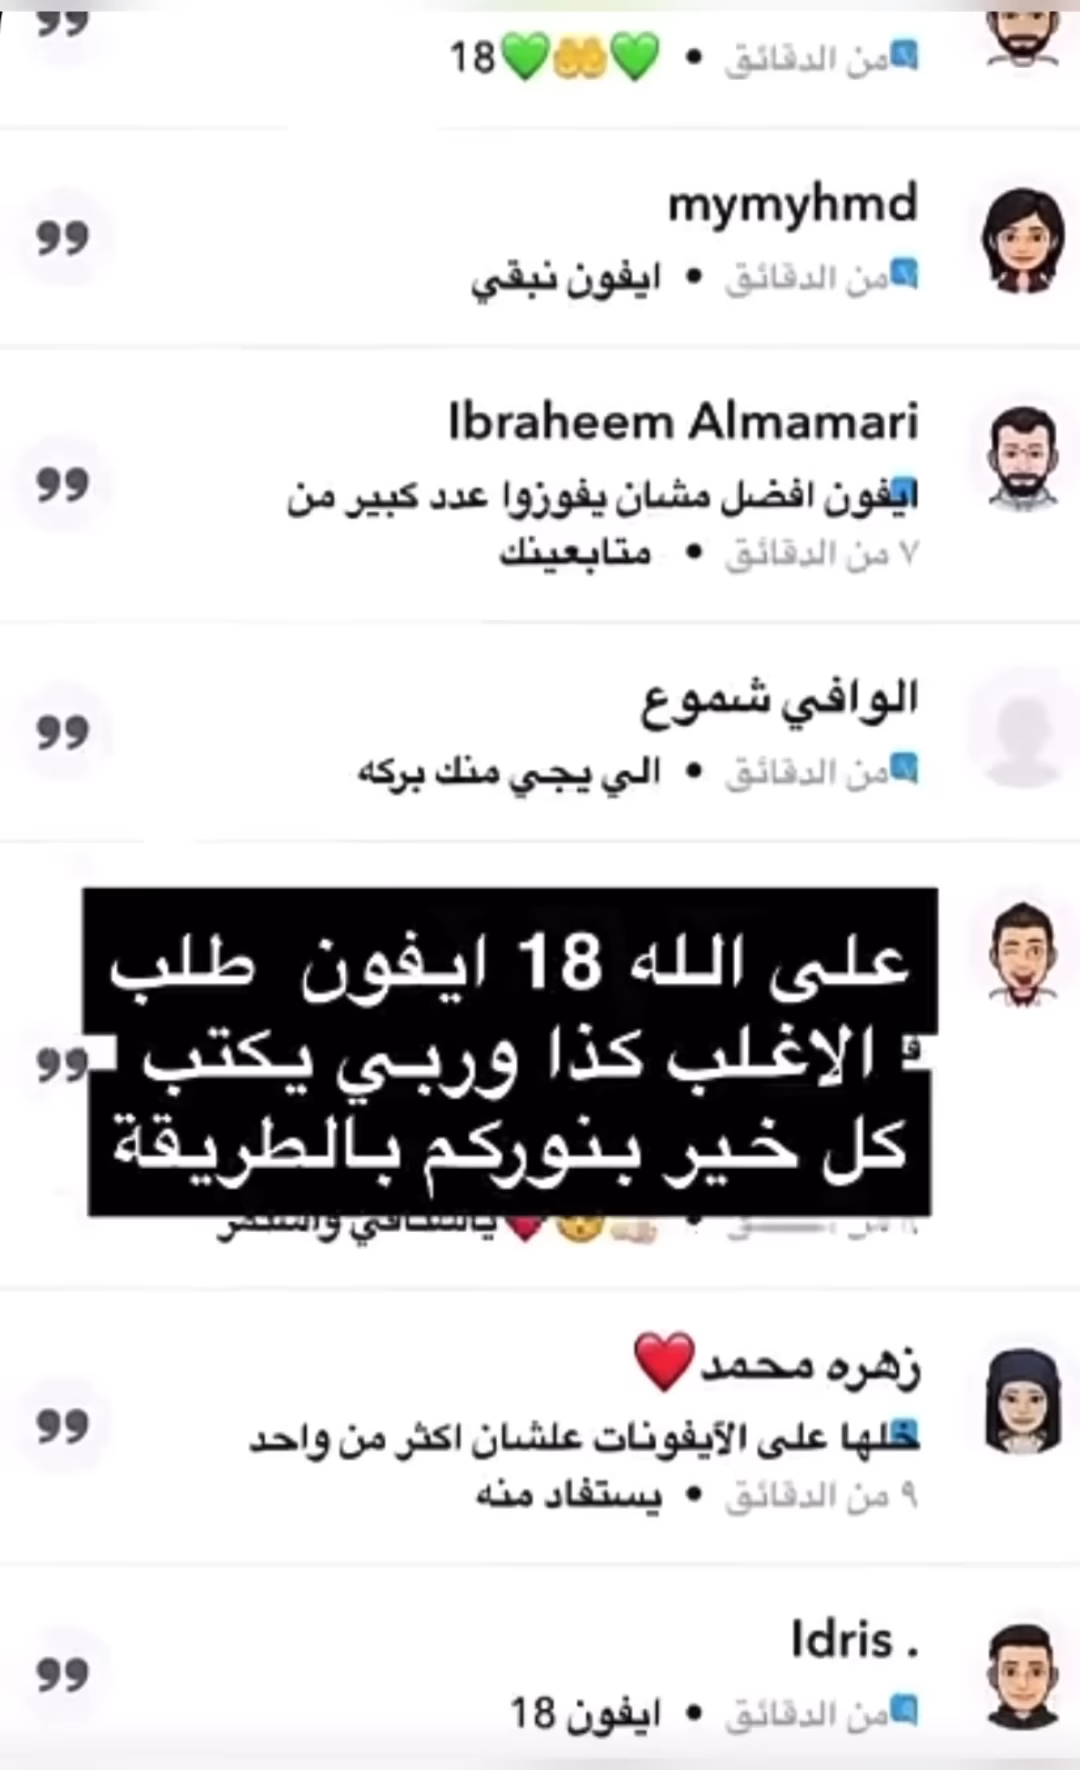 من الدقائق • 💚🤲💚18
mymyhmd
من الدقائق • ايفون نبقي
Ibraheem Almamari
ايفون افضل مشان يفوزوا عدد كبير من
٧ من الدقائق • متابعينك
الوافي شموع
من الدقائق • الي يجي منك بركه
على الله 18 ايفون طلب
الاغلب كذا وربي يكتب
كل خير بنوركم بالطريقة
زهره محمد❤️
خلها على الآيفونات علشان اكثر من واحد
٩ من الدقائق • يستفاد منه
Idris .
من الدقائق • ايفون 18